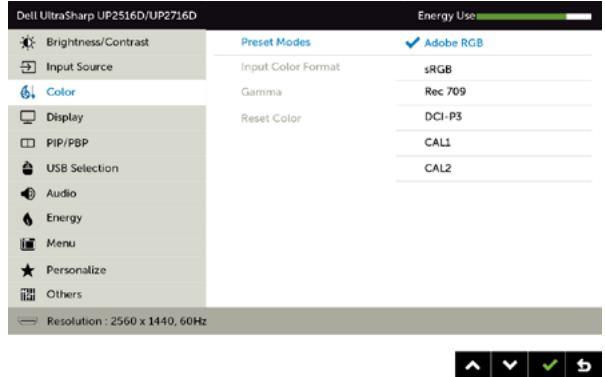 Dell UltraSharp UP2516D/UP2716D
Energy Use
Brightness/Contrast
Preset Modes
Adobe RGB
Input Source
Input Color Format
sRGB
Color
Gamma
Rec 709
Display
Reset Color
DCI-P3
PIP/PBP
CAL1
USB Selection
CAL2
Audio
Energy
Menu
Personalize
Others
Resolution : 2560 x 1440, 60Hz